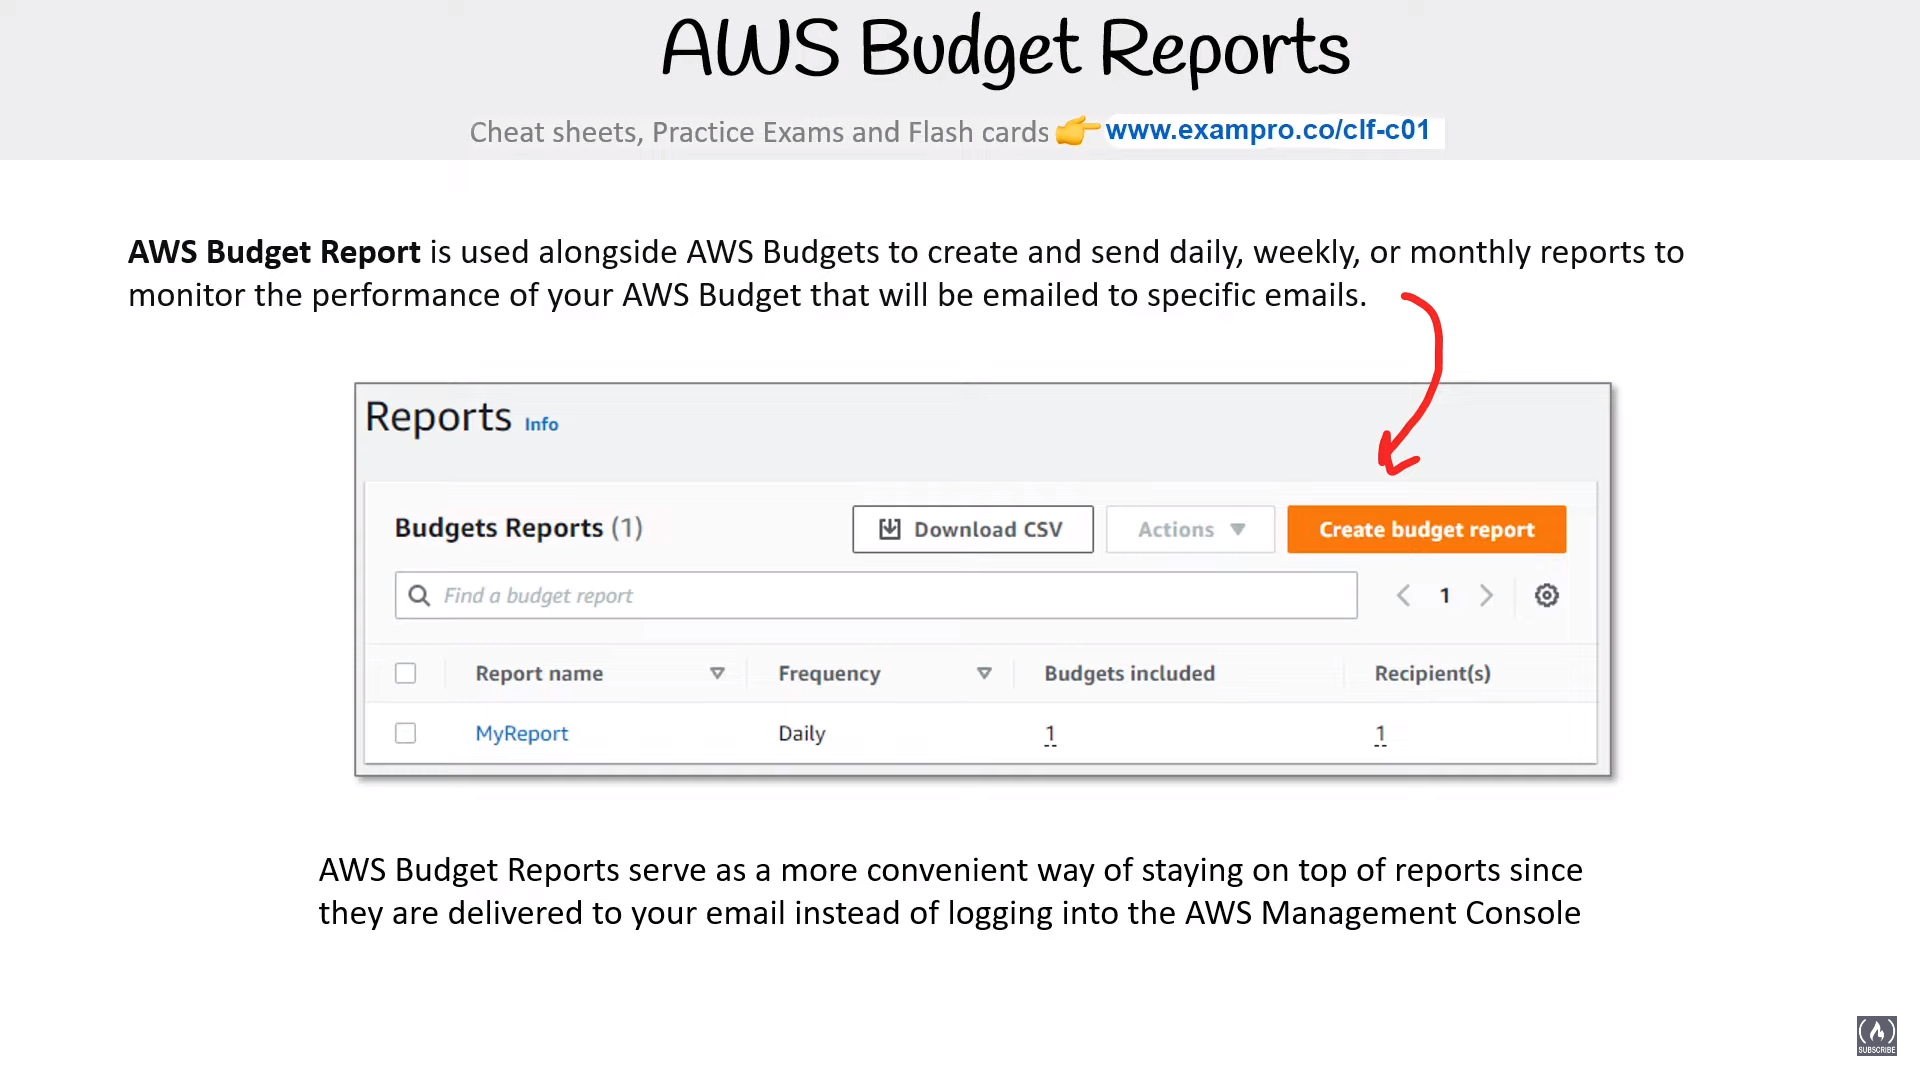 AWS Budget Reports
Cheat sheets, Practice Exams and Flash cards 👉 www.exampro.co/clf-c01
AWS Budget Report is used alongside AWS Budgets to create and send daily, weekly, or monthly reports to
monitor the performance of your AWS Budget that will be emailed to specific emails.
Reports Info
Budgets Reports (1) Download CSV Actions Create budget report
Find a budget report 1
Report name Frequency Budgets included Recipient(s)
MyReport Daily 1 1
AWS Budget Reports serve as a more convenient way of staying on top of reports since
they are delivered to your email instead of logging into the AWS Management Console
SUBSCRIBE